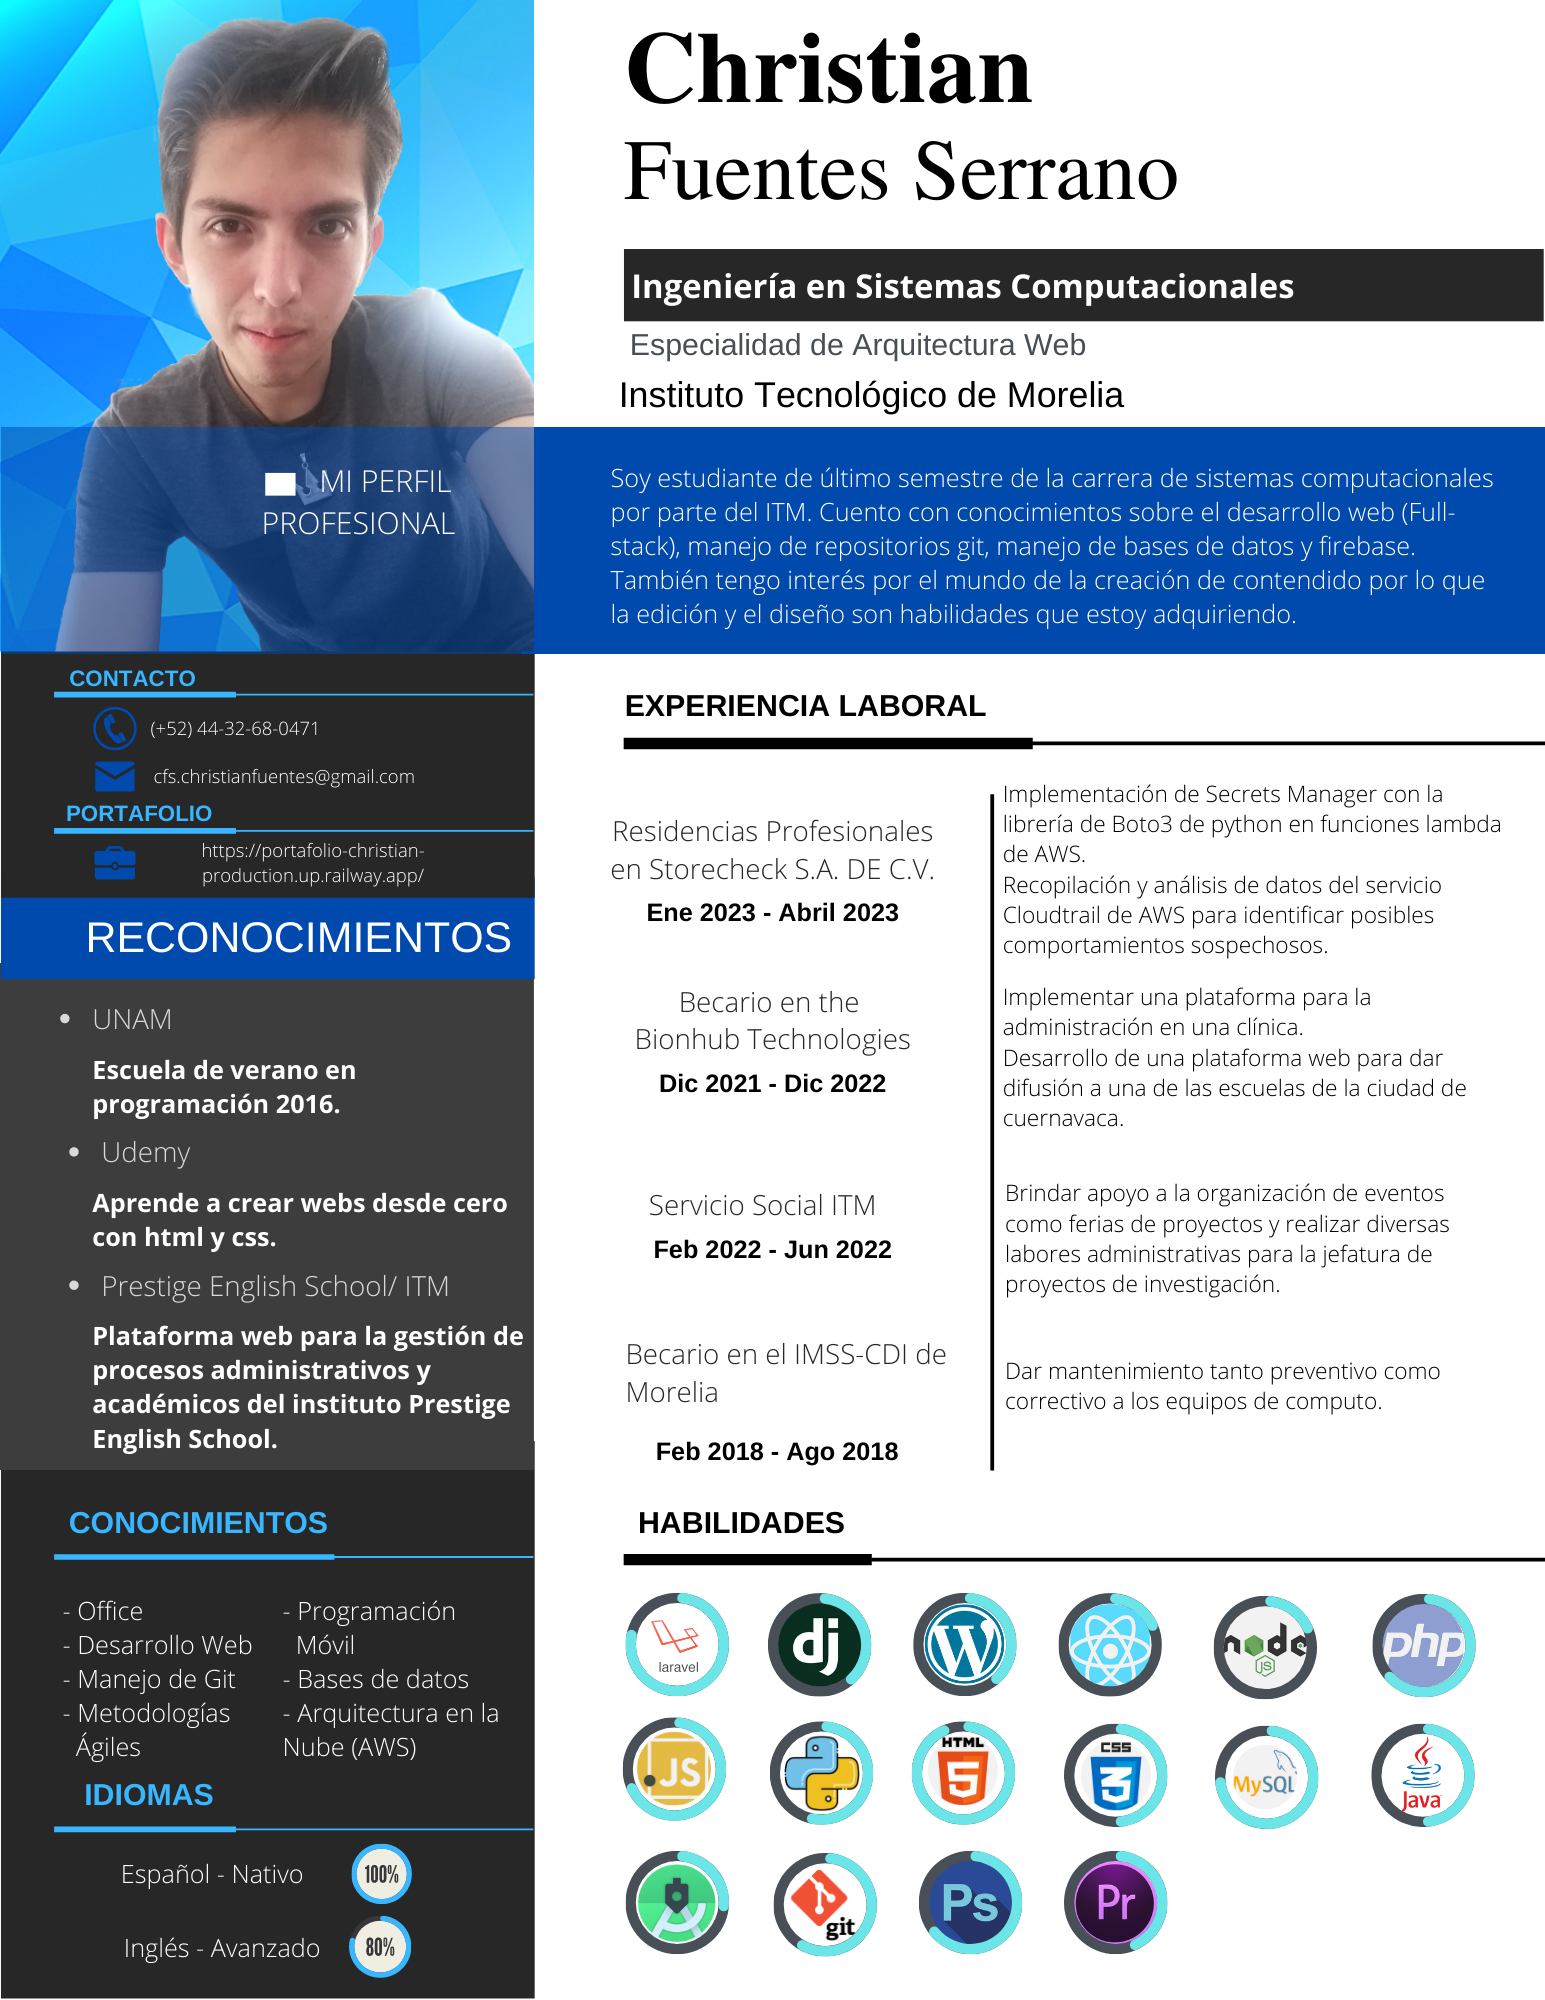 Christian
Fuentes Serrano
Ingeniería en Sistemas Computacionales
Especialidad de Arquitectura Web
Instituto Tecnológico de Morelia
MI PERFIL
PROFESIONAL
Soy estudiante de último semestre de la carrera de sistemas computacionales
por parte del ITM. Cuento con conocimientos sobre el desarrollo web (Full-
stack), manejo de repositorios git, manejo de bases de datos y firebase.
También tengo interés por el mundo de la creación de contendido por lo que
la edición y el diseño son habilidades que estoy adquiriendo.
CONTACTO
(+52) 44-32-68-0471
cfs.christianfuentes@gmail.com
PORTAFOLIO
https://portafolio-christian-
production.up.railway.app/
RECONOCIMIENTOS
• UNAM
Escuela de verano en
programación 2016.
• Udemy
Aprende a crear webs desde cero
con html y css.
• Prestige English School/ ITM
Plataforma web para la gestión de
procesos administrativos y
académicos del instituto Prestige
English School.
CONOCIMIENTOS
- Office
- Desarrollo Web
- Manejo de Git
- Metodologías
Ágiles
- Programación
Móvil
- Bases de datos
- Arquitectura en la
Nube (AWS)
IDIOMAS
Español - Nativo
100%
Inglés - Avanzado
80%
EXPERIENCIA LABORAL
Residencias Profesionales
en Storecheck S.A. DE C.V.
Ene 2023 - Abril 2023
Implementación de Secrets Manager con la
librería de Boto3 de python en funciones lambda
de AWS.
Recopilación y análisis de datos del servicio
Cloudtrail de AWS para identificar posibles
comportamientos sospechosos.
Becario en the
Bionhub Technologies
Dic 2021 - Dic 2022
Implementar una plataforma para la
administración en una clínica.
Desarrollo de una plataforma web para dar
difusión a una de las escuelas de la ciudad de
cuernavaca.
Servicio Social ITM
Feb 2022 - Jun 2022
Brindar apoyo a la organización de eventos
como ferias de proyectos y realizar diversas
labores administrativas para la jefatura de
proyectos de investigación.
Becario en el IMSS-CDI de
Morelia
Feb 2018 - Ago 2018
Dar mantenimiento tanto preventivo como
correctivo a los equipos de computo.
HABILIDADES
laravel
dj
W
node
JS
php
JS
HTML
5
CSS
3
MySQL
Java
git
Ps
Pr